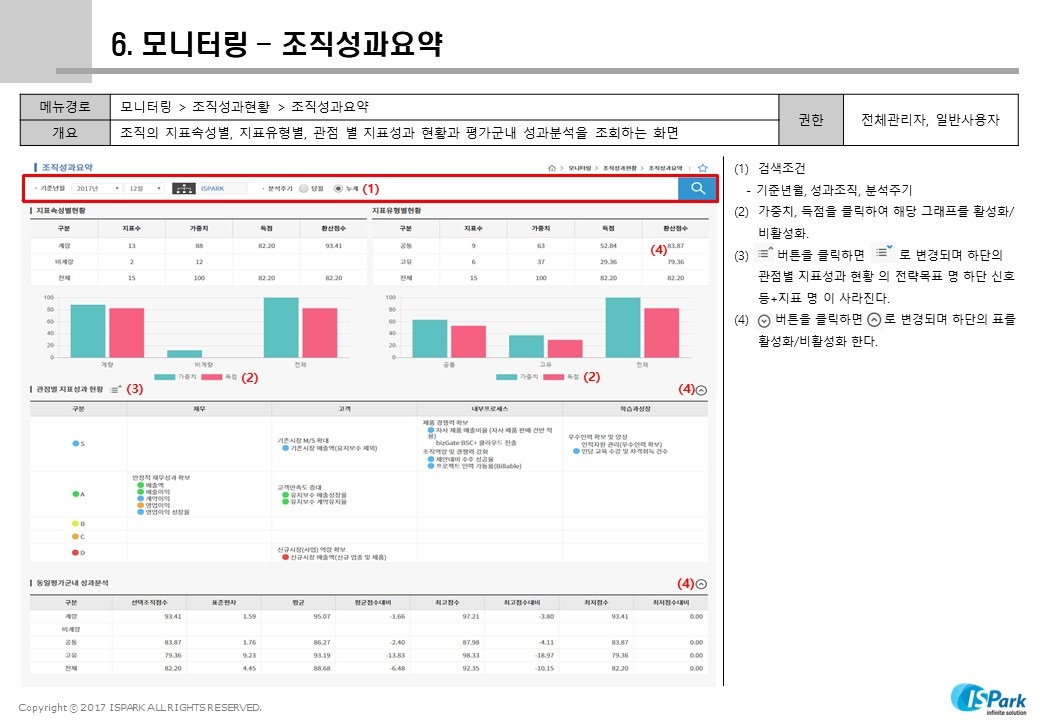 6. 모니터링 – 조직성과요약
메뉴경로 모니터링 > 조직성과현황 > 조직성과요약
개요 조직의 지표속성별, 지표유형별, 관점 별 지표성과 현황과 평가군내 성과분석을 조회하는 화면
권한 전체관리자, 일반사용자
조직성과요약
모니터링 > 조직성과현황 > 조직성과요약
기준년월 2017년 12월 ISPARK 분석주기 당월 누계 (1)
지표속성별현황
구분 지표수 가중치 득점 환산점수
계량 13 88 82.20 93.41
비계량 2 12
전체 15 100 82.20 82.20
100
80
60
40
20
0
계량 비계량 전체
가중치 득점 (2)
지표유형별현황
구분 지표수 가중치 득점 환산점수
공통 9 63 52.84 (4) 83.87
고유 6 37 29.36 79.36
전체 15 100 82.20 82.20
100
80
60
40
20
0
공통 고유 전체
가중치 득점 (2)
관점별 지표성과 현황 (3) (4)
구분 재무 고객 내부프로세스 학습과성장
S
기존시장 M/S 확대
기존시장 매출액(유지보수 제외)
제품 경쟁력 확보
자사 제품 매출비율 (자사 제품 판매 건만 적
용)
bizGate BSC+ 클라우드 진출
조직역량 및 경쟁력 강화
제안대비 수주 성공율
프로젝트 인력 가동률(Billable)
우수인력 확보 및 양성
인적자원 관리(우수인력 확보)
인당 교육 수강 및 자격취득 건수
A
안정적 재무성과 확보
매출액
매출이익
계약이익
영업이익
영업이익 성장률
고객만족도 증대
유지보수 매출성장률
유지보수 계약유지율
B
C
D
신규시장(사업) 역량 확보
신규시장 매출액(신규 업종 및 제품)
동일평가군내 성과분석 (4)
구분 선택조직점수 표준편차 평균 평균점수대비 최고점수 최고점수대비 최저점수 최저점수대비
계량 93.41 1.59 95.07 -1.66 97.21 -3.80 93.41 0.00
비계량
공통 83.87 1.76 86.27 -2.40 87.98 -4.11 83.87 0.00
고유 79.36 9.23 93.19 -13.83 98.33 -18.97 79.36 0.00
전체 82.20 4.45 88.68 -6.48 92.35 -10.15 82.20 0.00
(1) 검색조건
- 기준년월, 성과조직, 분석주기
(2) 가중치, 득점을 클릭하여 해당 그래프를 활성화/
비활성화.
(3) 버튼을 클릭하면 로 변경되며 하단의
관점별 지표성과 현황 의 전략목표 명 하단 신호
등+지표 명 이 사라진다.
(4) 버튼을 클릭하면 로 변경되며 하단의 표를
활성화/비활성화 한다.
Copyright ⓒ 2017 ISPARK ALL RIGHTS RESERVED.
ISPark
infinite solution